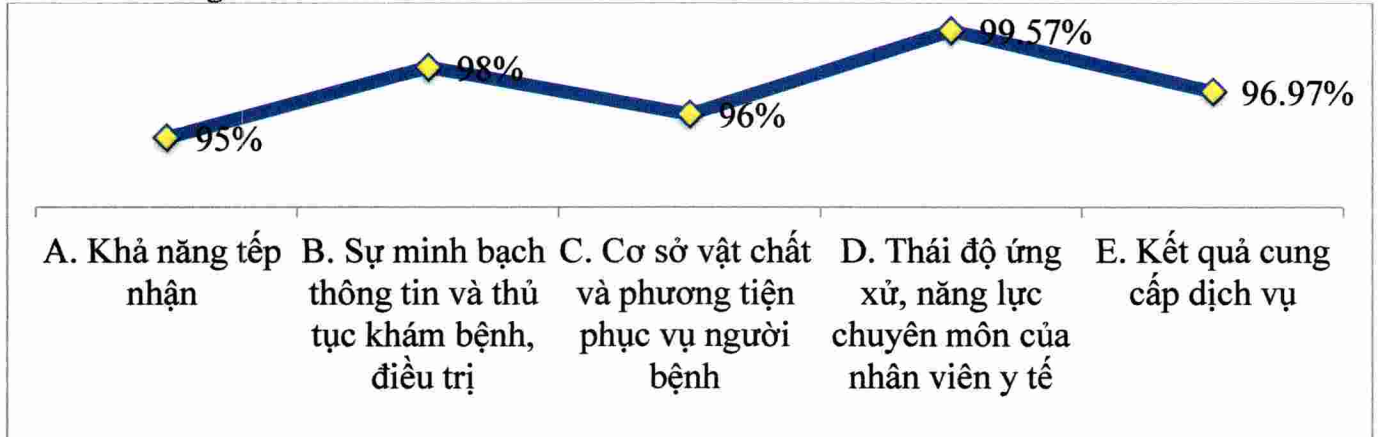 99.57%
98%
96.97%
96%
95%
A. Khả năng tếp
nhận
B. Sự minh bạch
thông tin và thủ
tục khám bệnh,
điều trị
C. Cơ sở vật chất
và phương tiện
phục vụ người
bệnh
D. Thái độ ứng
xử, năng lực
chuyên môn của
nhân viên y tế
E. Kết quả cung
cấp dịch vụ